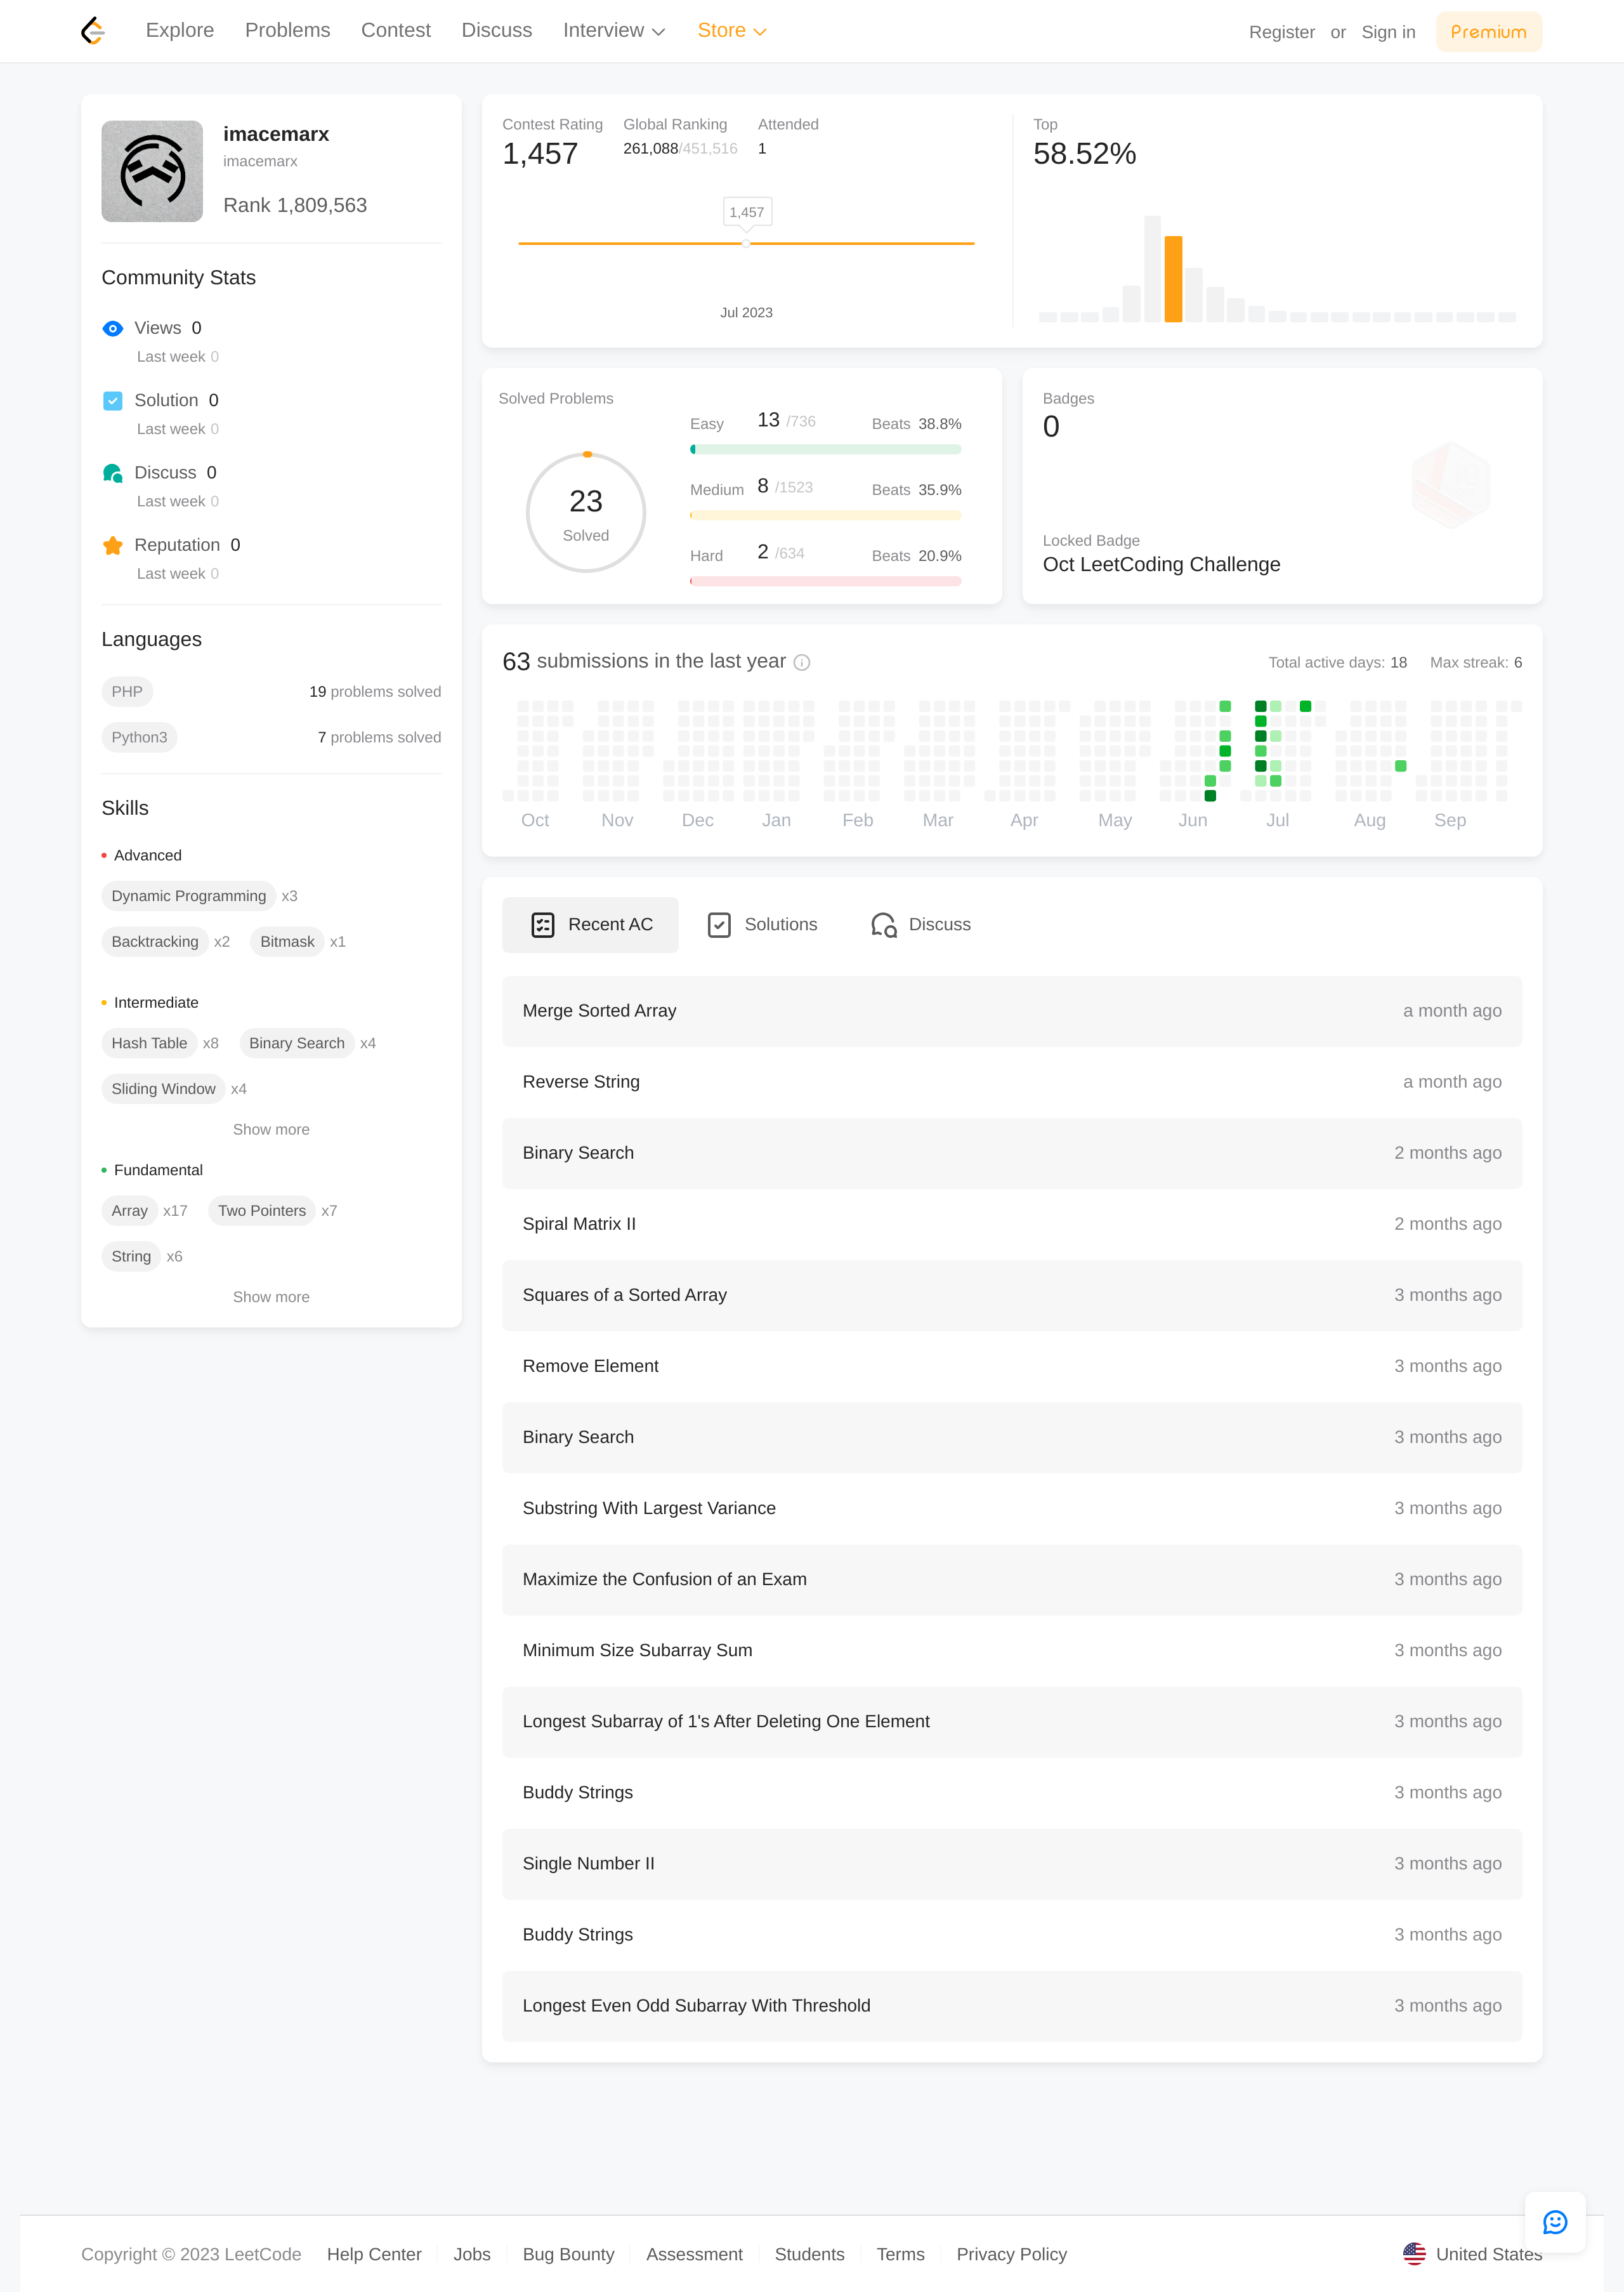 Explore Problems Contest Discuss Interview Store Register or Sign in Premium
imacemarx
imacemarx
Rank 1,809,563
Community Stats
Views 0
Last week 0
Solution 0
Last week 0
Discuss 0
Last week 0
Reputation 0
Last week 0
Languages
PHP 19 problems solved
Python3 7 problems solved
Skills
Advanced
Dynamic Programming x3
Backtracking x2 Bitmask x1
Intermediate
Hash Table x8 Binary Search x4
Sliding Window x4
Show more
Fundamental
Array x17 Two Pointers x7
String x6
Show more
Contest Rating Global Ranking Attended
1,457 261,088/451,516 1
1,457
Jul 2023
Top
58.52%
Solved Problems
23
Solved
Easy 13 /736 Beats 38.8%
Medium 8 /1523 Beats 35.9%
Hard 2 /634 Beats 20.9%
Badges
0
Locked Badge
Oct LeetCoding Challenge
63 submissions in the last year Total active days: 18 Max streak: 6
Oct Nov Dec Jan Feb Mar Apr May Jun Jul Aug Sep
Recent AC Solutions Discuss
Merge Sorted Array a month ago
Reverse String a month ago
Binary Search 2 months ago
Spiral Matrix II 2 months ago
Squares of a Sorted Array 3 months ago
Remove Element 3 months ago
Binary Search 3 months ago
Substring With Largest Variance 3 months ago
Maximize the Confusion of an Exam 3 months ago
Minimum Size Subarray Sum 3 months ago
Longest Subarray of 1's After Deleting One Element 3 months ago
Buddy Strings 3 months ago
Single Number II 3 months ago
Buddy Strings 3 months ago
Longest Even Odd Subarray With Threshold 3 months ago
Copyright © 2023 LeetCode Help Center Jobs Bug Bounty Assessment Students Terms Privacy Policy United States